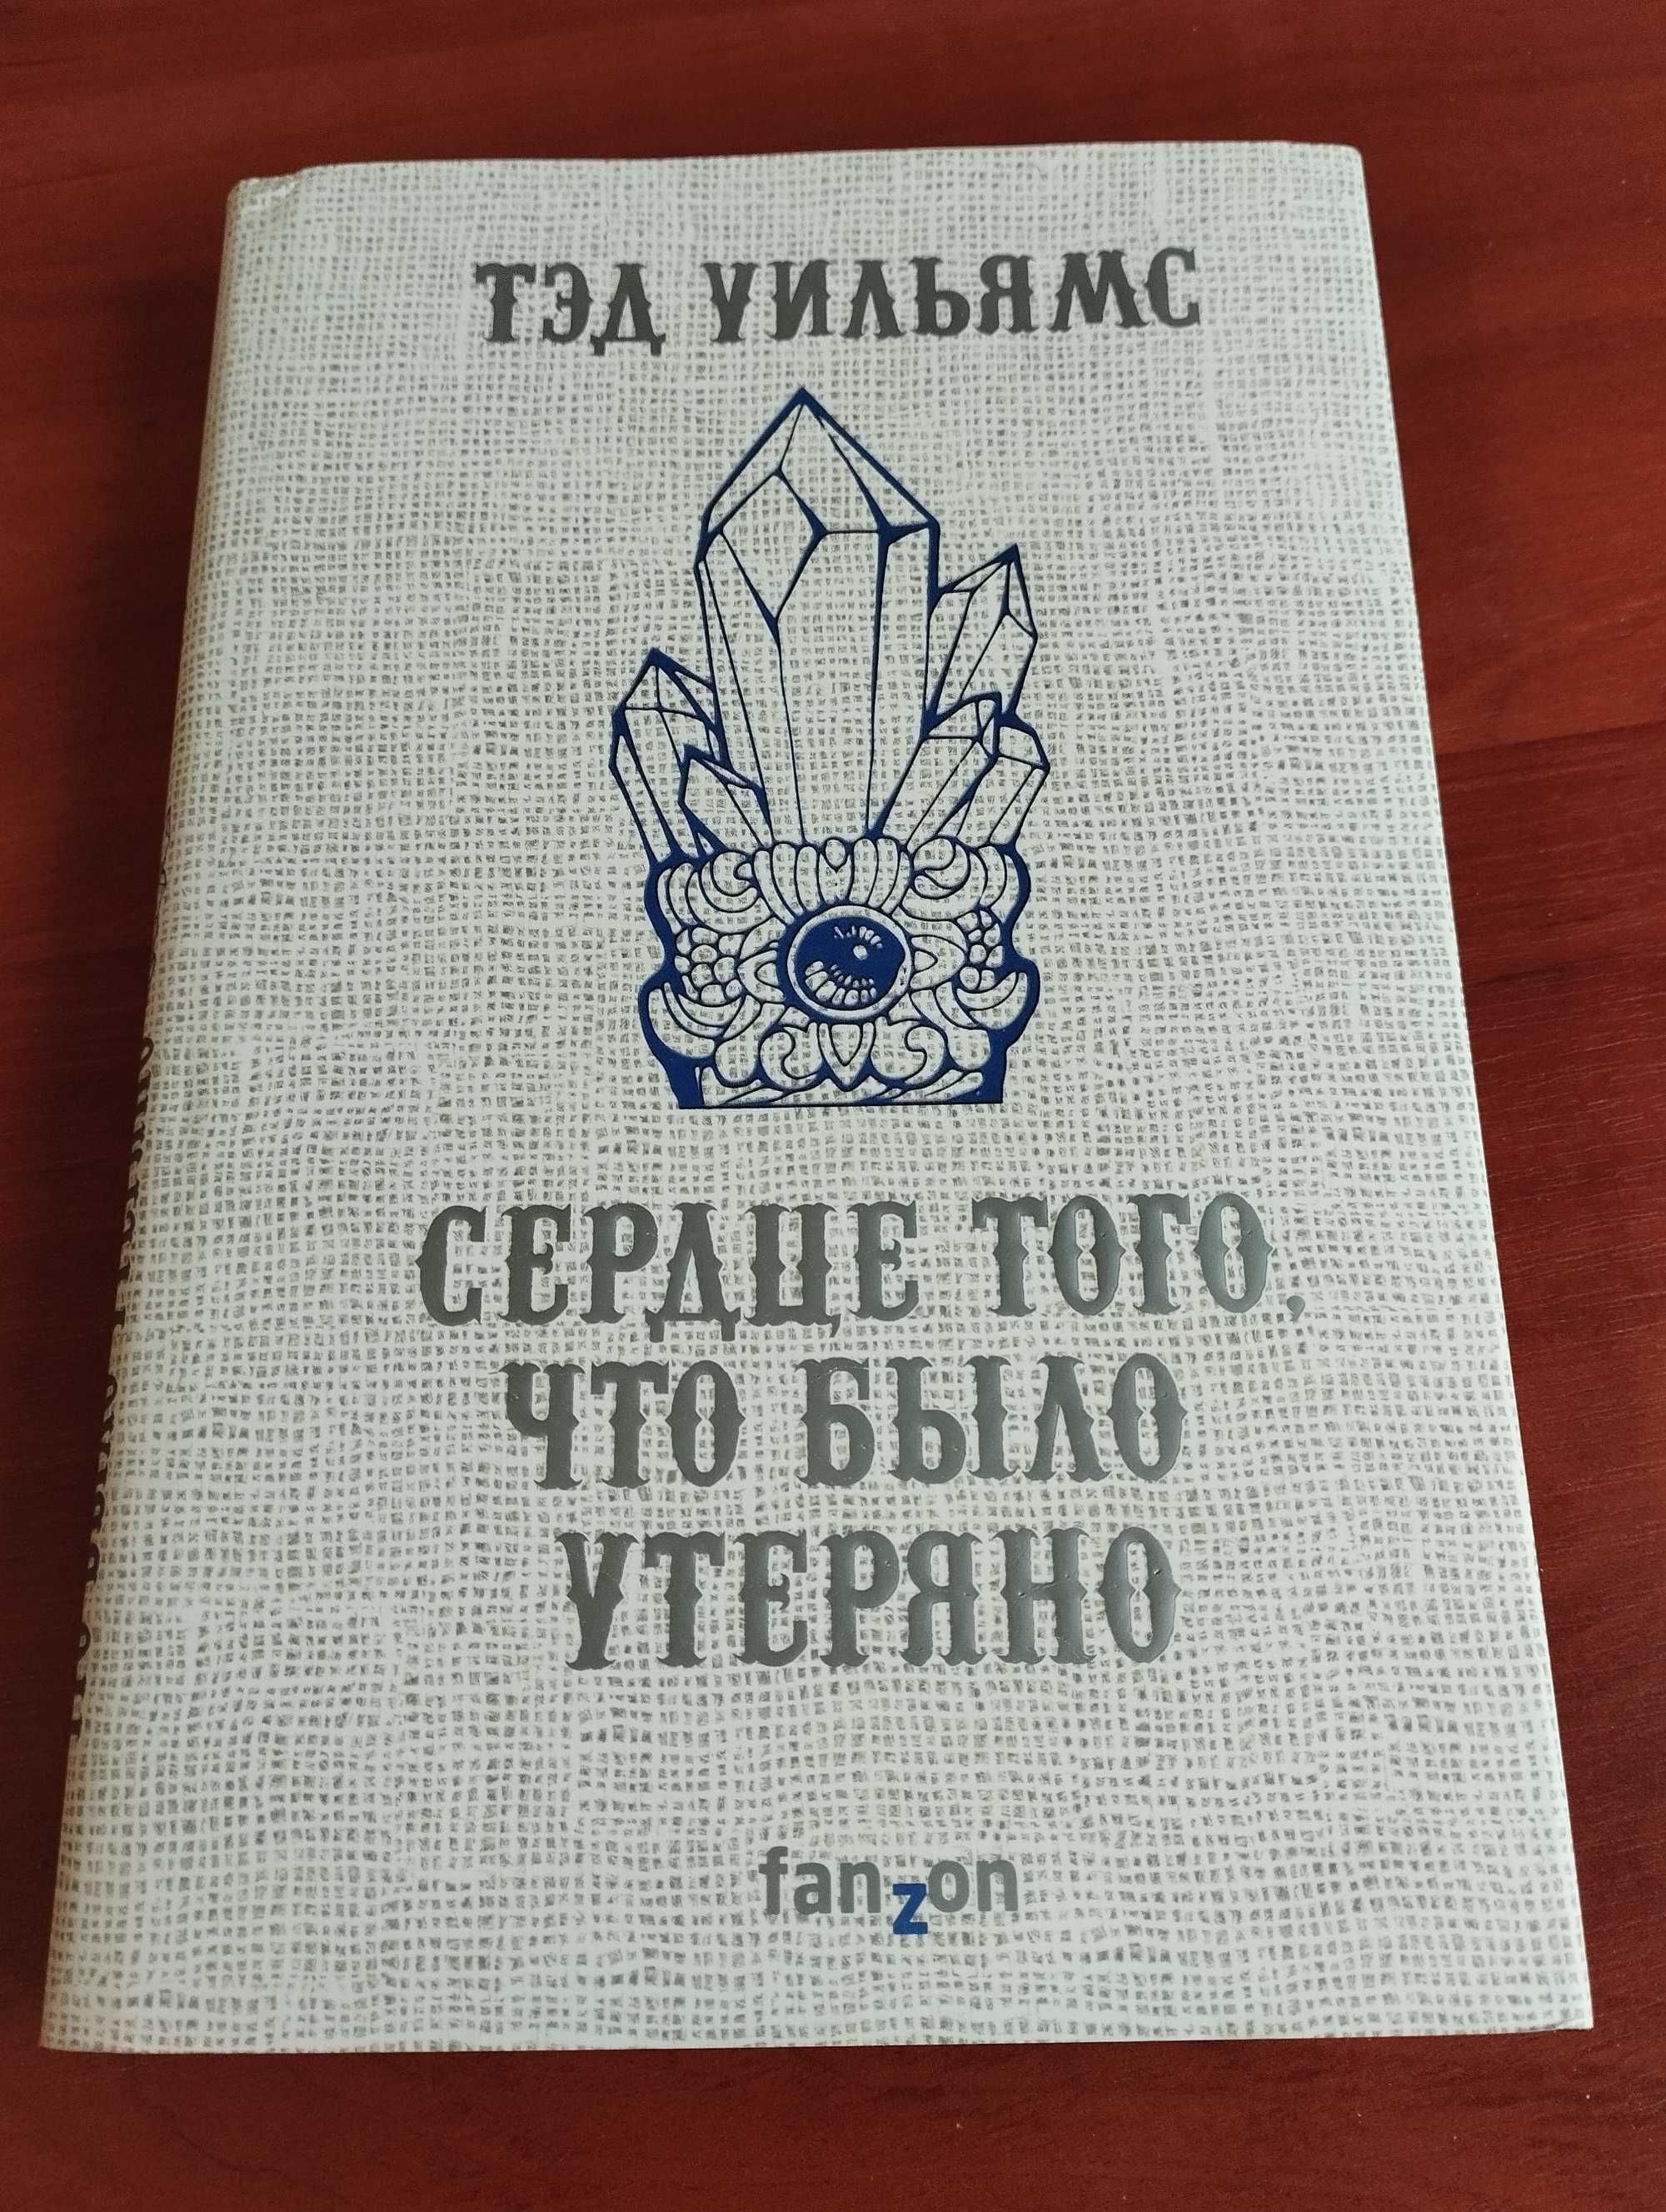 ТЭД УИЛЬЯМС
СЕРДЦЕ ТОГО,
ЧТО БЫЛО
УТЕРЯНО
fanzon